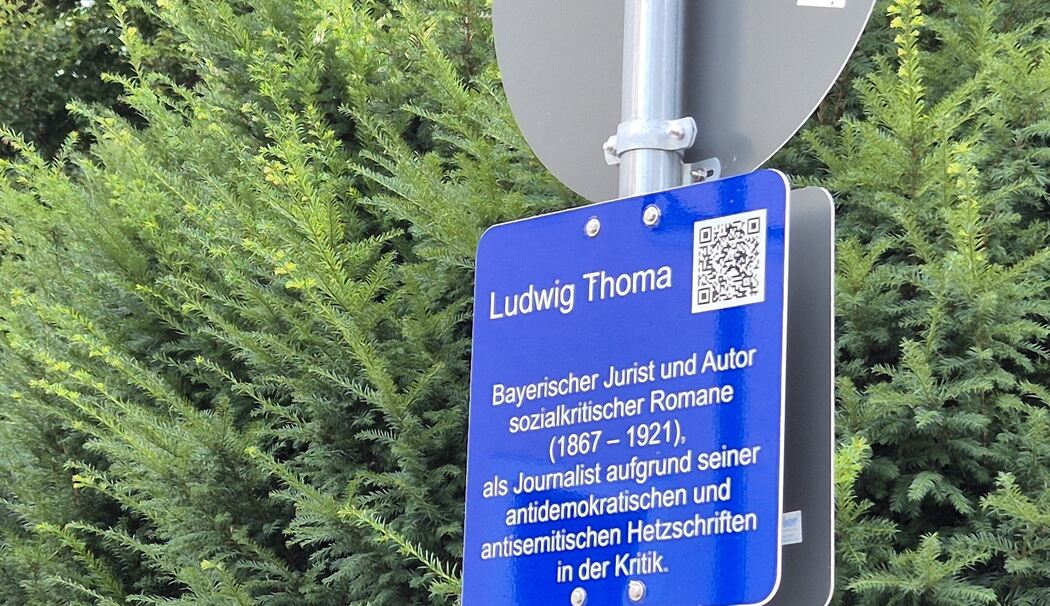 Ludwig Thoma
Bayerischer Jurist und Autor
sozialkritischer Romane
(1867 – 1921),
als Journalist aufgrund seiner
antidemokratischen und
antisemitischen Hetzschriften
in der Kritik.